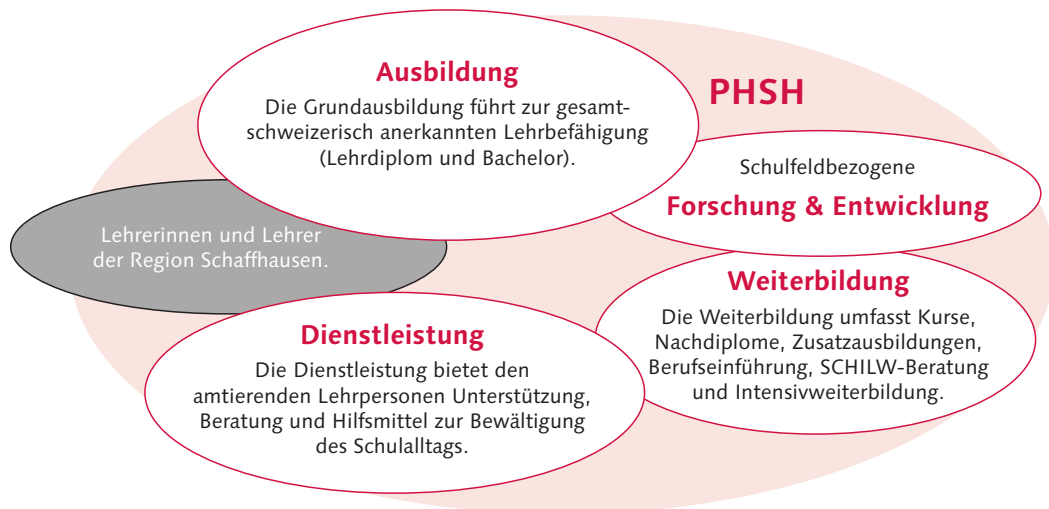 Ausbildung
Die Grundausbildung führt zur gesamt-
schweizerisch anerkannten Lehrbefähigung
(Lehrdiplom und Bachelor).
PHSH
Schulfeldbezogene
Forschung & Entwicklung
Lehrerinnen und Lehrer
der Region Schaffhausen.
Weiterbildung
Die Weiterbildung umfasst Kurse,
Nachdiplome, Zusatzausbildungen,
Berufseinführung, SCHILW-Beratung
und Intensivweiterbildung.
Dienstleistung
Die Dienstleistung bietet den
amtierenden Lehrpersonen Unterstützung,
Beratung und Hilfsmittel zur Bewältigung
des Schulalltags.